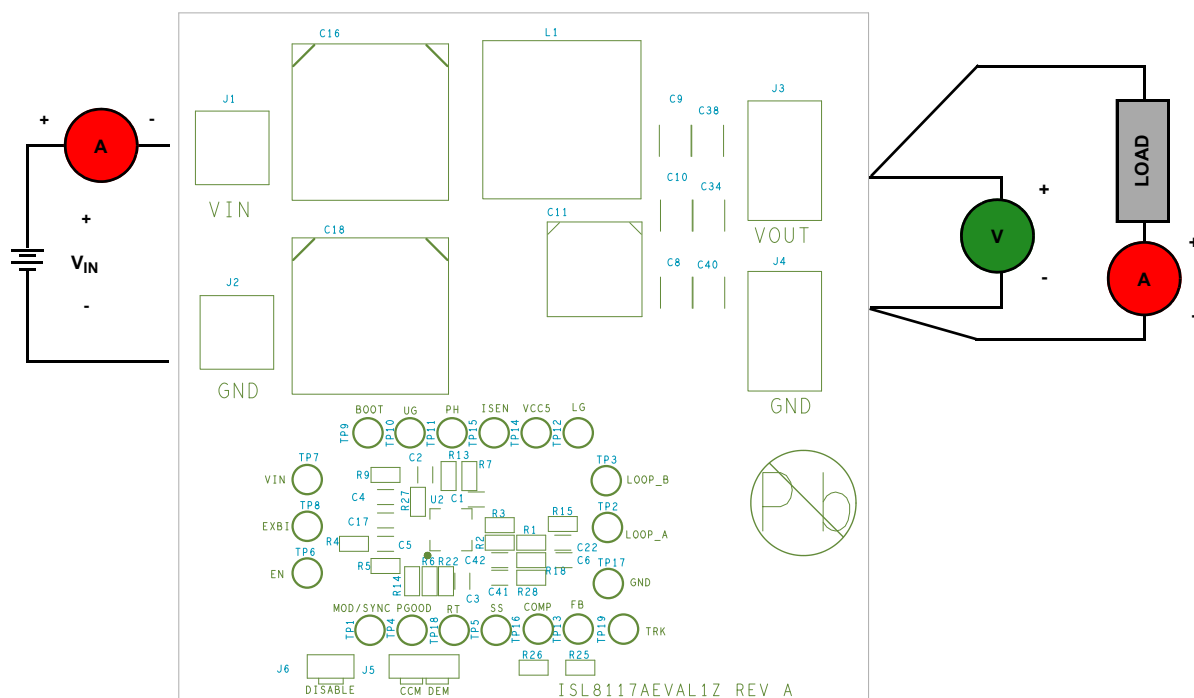 C16
L1
J1
J3
C9
C38
+
-
A
VIN
C10
C34
C11
LOAD
+
VIN
-
C18
VOUT
+
V
-
J2
C8
C40
J4
+
A
-
GND
GND
BOOT
UG
PH
ISEN
VCC5
LG
TP9
TP10
TP11
TP15
TP14
TP12
TP7
VIN
R9
C2
R13
R7
TP3
LOOP_B
C4
R27
U2
C1
TP8
EXBI
C17
R3
R15
TP2
LOOP_A
R4
C5
R2
R1
C22
TP6
EN
R5
R14
R6
R22
C42
C6
R18
TP17
GND
C3
C41
R28
MOD/SYNC
PGOOD
RT
SS
COMP
FB
TP1
TP4
TP18
TP5
TP16
TP13
TP19
TRK
Pb
J6
J5
R26
R25
DISABLE
CCM
DEM
ISL8117AEVAL1Z REV A